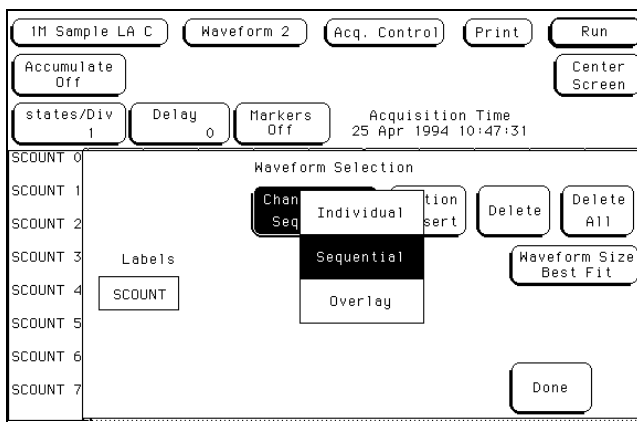 1M Sample LA C Waveform 2 Acq. Control Print Run
Accumulate
Off
Center
Screen
states/Div
1
Delay
0
Markers
Off
Acquisition Time
25 Apr 1994 10:47:31
SCOUNT 0
SCOUNT 1
SCOUNT 2
SCOUNT 3
SCOUNT 4
SCOUNT 5
SCOUNT 6
SCOUNT 7
Waveform Selection
Chan
Seq
Individual
Sequential
Overlay
tion
sert
Delete
Delete
All
Labels
SCOUNT
Waveform Size
Best Fit
Done